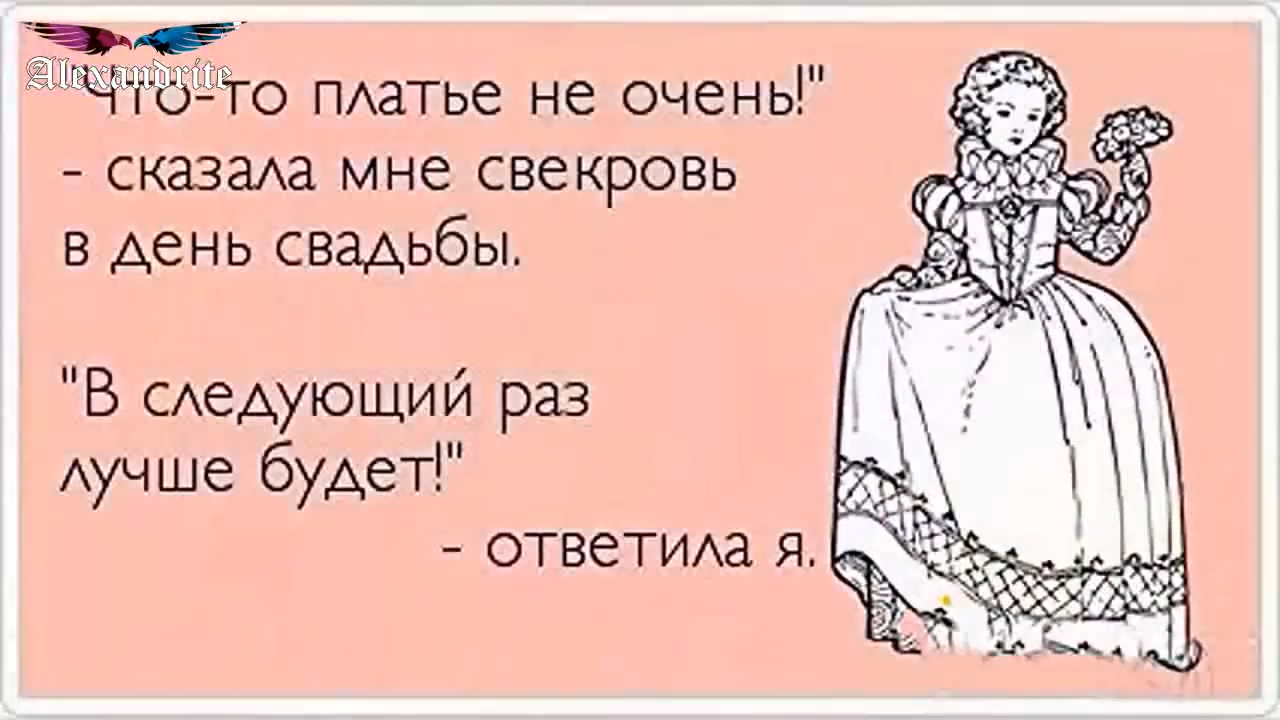 Alexandrite
"Что-то платье не очень!"
- сказала мне свекровь
в день свадьбы.
"В следующий раз
лучше будет!"
- ответила я.